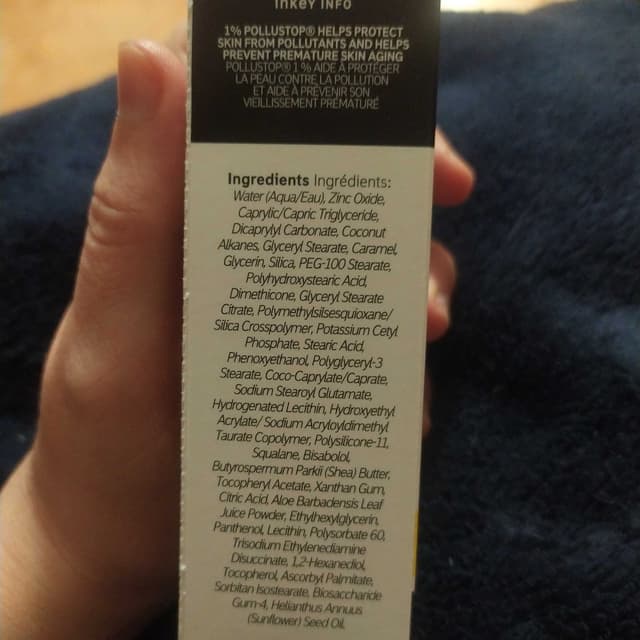 inkey INFO
1% POLLUSTOP® HELPS PROTECT
SKIN FROM POLLUTANTS AND HELPS
PREVENT PREMATURE SKIN AGING
POLLUSTOP® 1% AIDE À PROTÉGER
LA PEAU CONTRE LA POLLUTION
ET AIDE À PRÉVENIR SON
VIEILLISSEMENT PRÉMATURÉ
Ingredients Ingrédients:
Water (Aqua/Eau), Zinc Oxide,
Caprylic/Capric Triglyceride,
Dicaprylyl Carbonate, Coconut
Alkanes, Glyceryl Stearate, Caramel,
Glycerin, Silica, PEG-100 Stearate,
Polyhydroxystearic Acid,
Dimethicone, Glyceryl Stearate
Citrate, Polymethylsilsesquioxane/
Silica Crosspolymer, Potassium Cetyl
Phosphate, Stearic Acid,
Phenoxyethanol, Polyglyceryl-3
Stearate, Coco-Caprylate/Caprate,
Sodium Stearoyl Glutamate,
Hydrogenated Lecithin, Hydroxyethyl
Acrylate/ Sodium Acryloyldimethyl
Taurate Copolymer, Polysilicone-11,
Squalane, Bisabolol,
Butyrospermum Parkii (Shea) Butter,
Tocopheryl Acetate, Xanthan Gum,
Citric Acid, Aloe Barbadensis Leaf
Juice Powder, Ethylhexylglycerin,
Panthenol, Lecithin, Polysorbate 60,
Trisodium Ethylenediamine
Disuccinate, 1,2-Hexanediol,
Tocopherol, Ascorbyl Palmitate,
Sorbitan Isostearate, Biosaccharide
Gum-4, Helianthus Annuus
(Sunflower) Seed Oil.